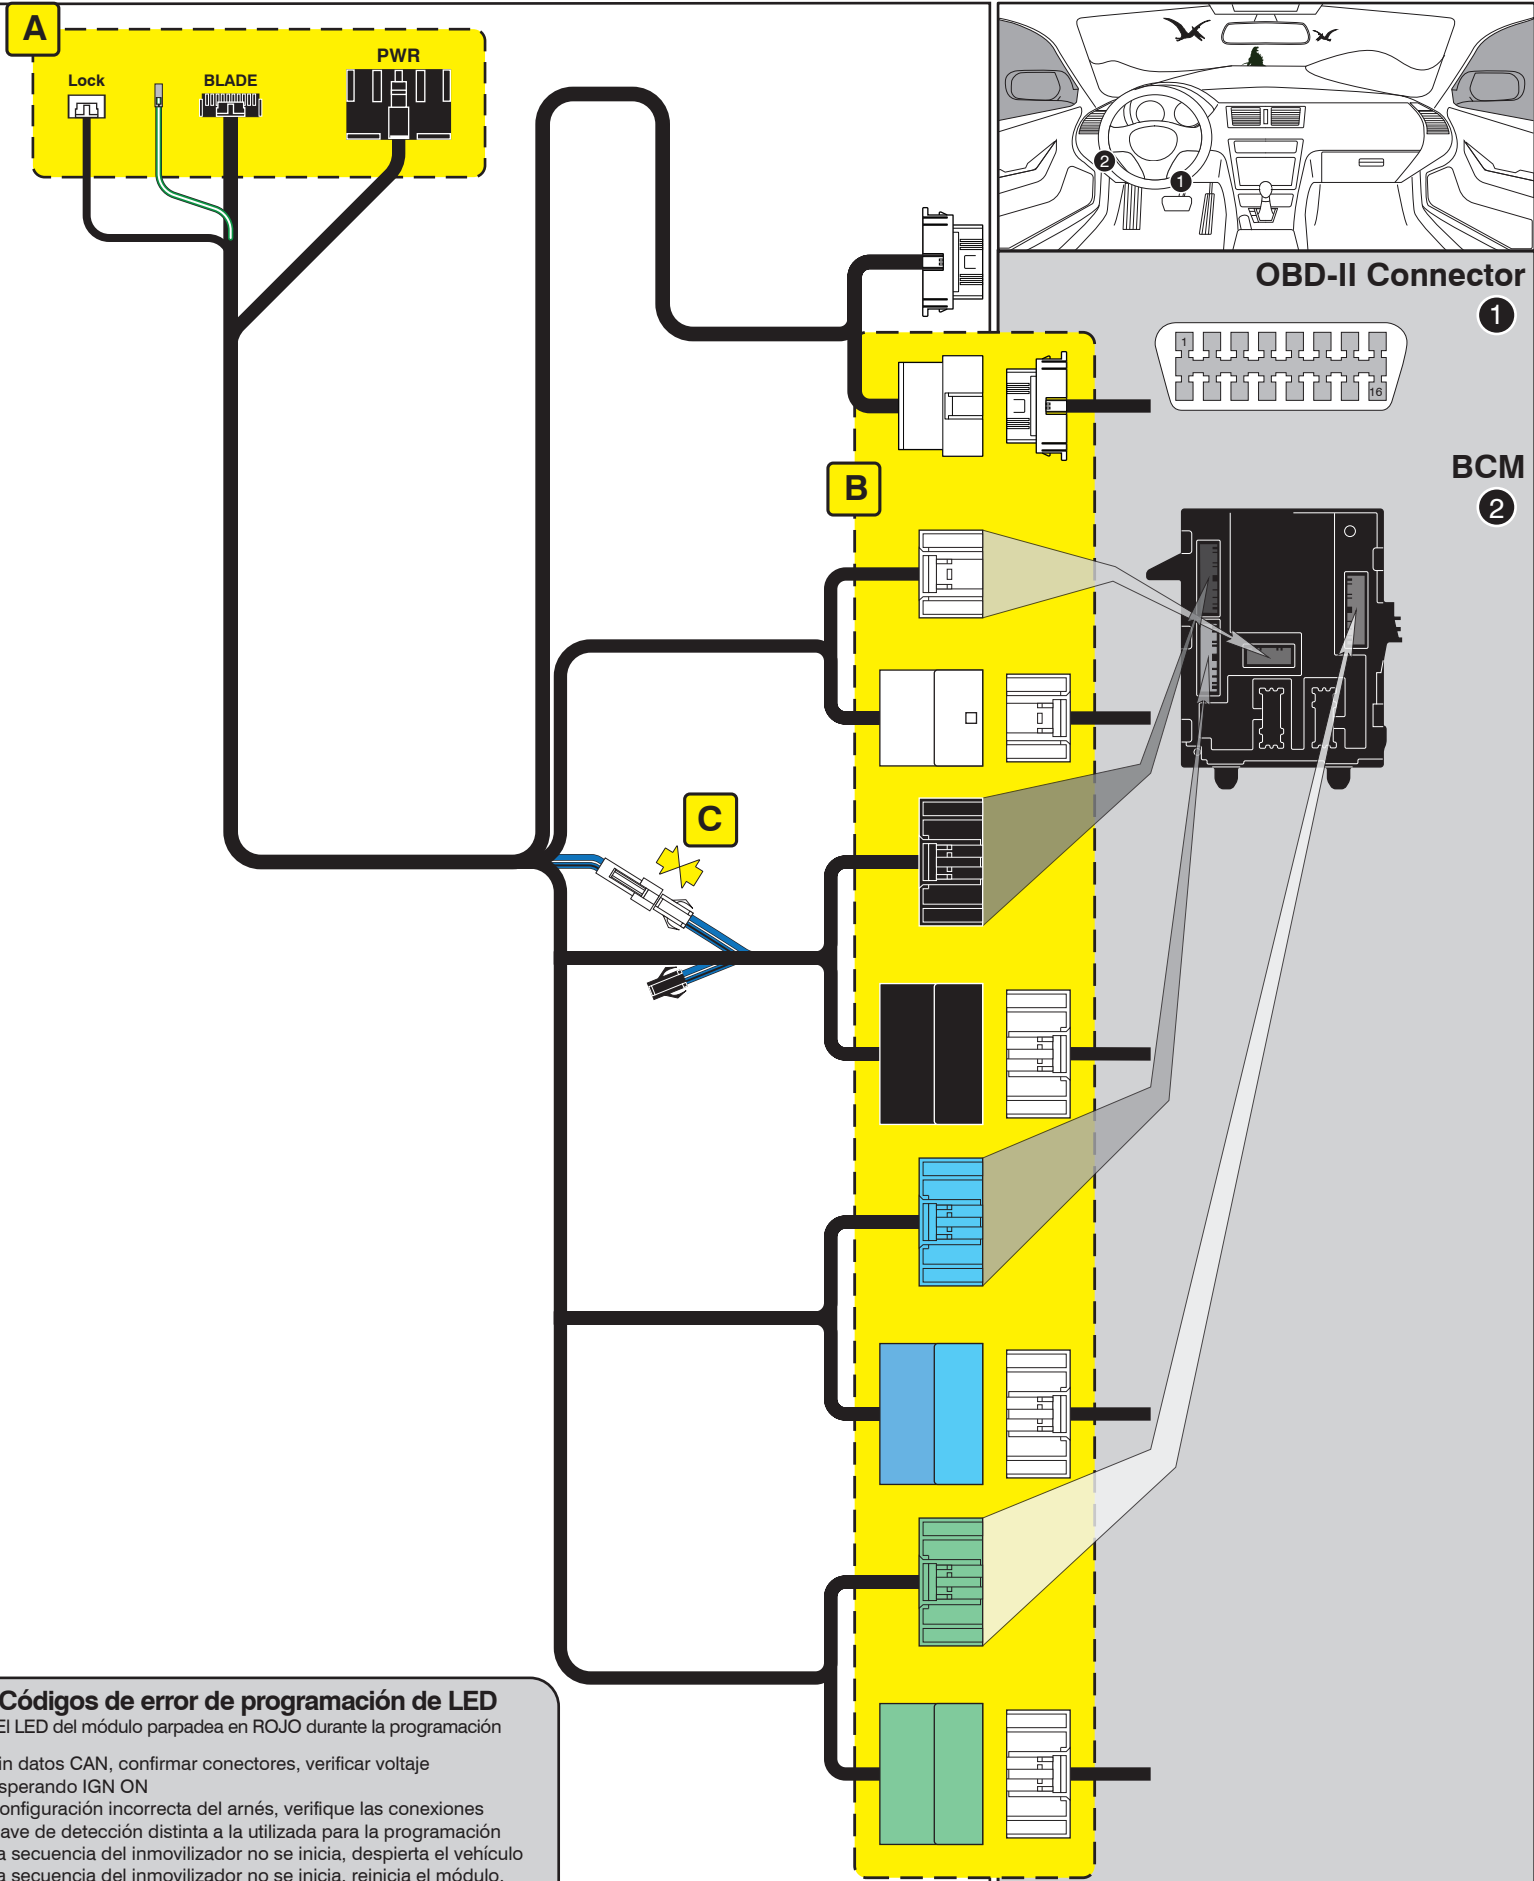 A
Lock
BLADE
PWR
2
1
OBD-II Connector
1
1
16
BCM
2
B
C
Códigos de error de programación de LED
El LED del módulo parpadea en ROJO durante la programación
in datos CAN, confirmar conectores, verificar voltaje
sperando IGN ON
onfiguración incorrecta del arnés, verifique las conexiones
ave de detección distinta a la utilizada para la programación
a secuencia del inmovilizador no se inicia, despierta el vehículo
a secuencia del inmovilizador no se inicia, reinicia el módulo,